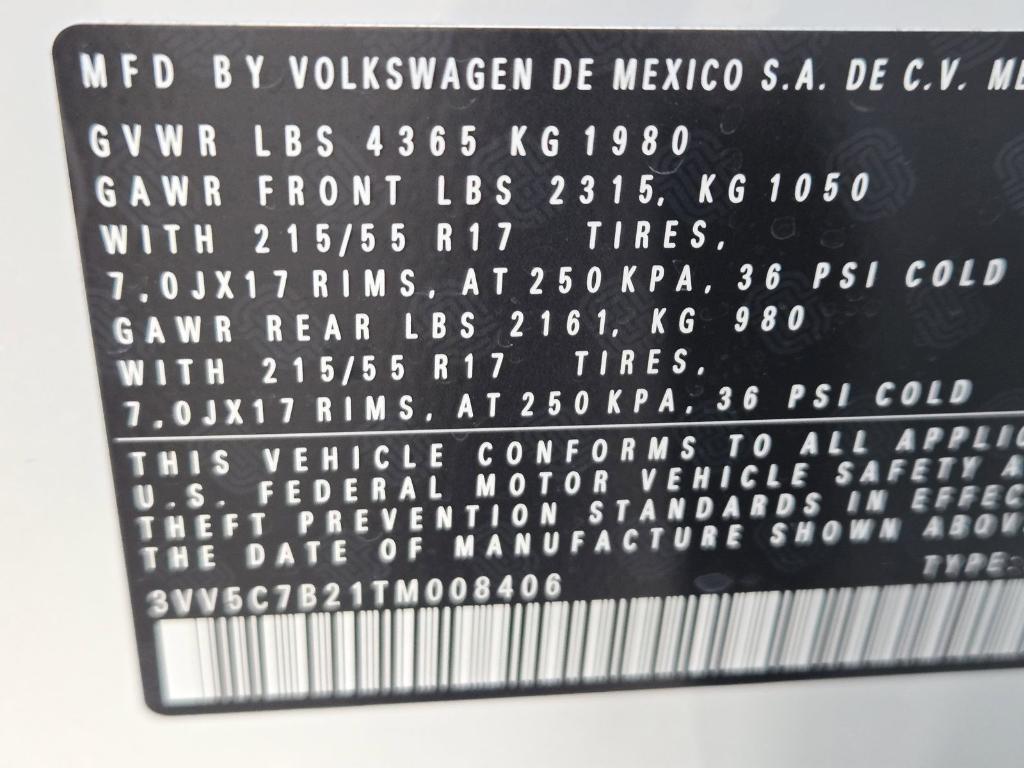 MFD BY VOLKSWAGEN DE MEXICO S.A. DE C.V.
GVWR LBS 4365 KG 1980
GAWR FRONT LBS 2315, KG 1050
WITH 215/55 R17 TIRES,
7.0JX17 RIMS, AT 250 KPA, 36 PSI COLD
GAWR REAR LBS 2161, KG 980
WITH 215/55 R17 TIRES,
7.0JX17 RIMS, AT 250 KPA, 36 PSI COLD
THIS VEHICLE CONFORMS TO ALL
U.S. FEDERAL MOTOR VEHICLE SAFETY
THEFT PREVENTION STANDARDS IN
THE DATE OF MANUFACTURE SHOWN
TYPE:
3VV5C7B21TM008406